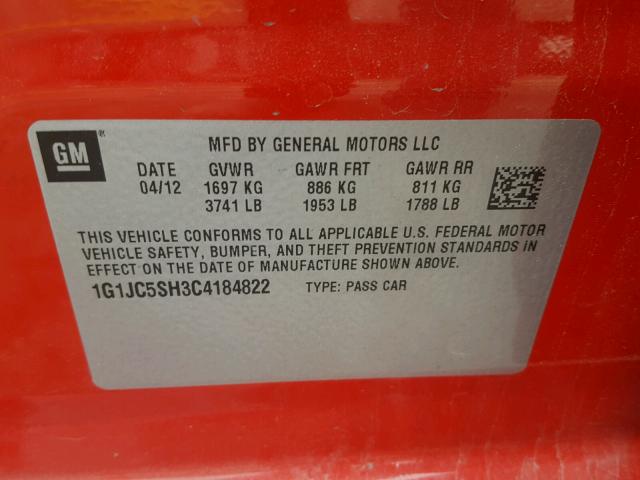 GM ®
MFD BY GENERAL MOTORS LLC
DATE GVWR GAWR FRT GAWR RR
04/12 1697 KG 886 KG 811 KG
3741 LB 1953 LB 1788 LB
THIS VEHICLE CONFORMS TO ALL APPLICABLE U.S. FEDERAL MOTOR
VEHICLE SAFETY, BUMPER, AND THEFT PREVENTION STANDARDS IN
EFFECT ON THE DATE OF MANUFACTURE SHOWN ABOVE.
1G1JC5SH3C4184822 TYPE: PASS CAR